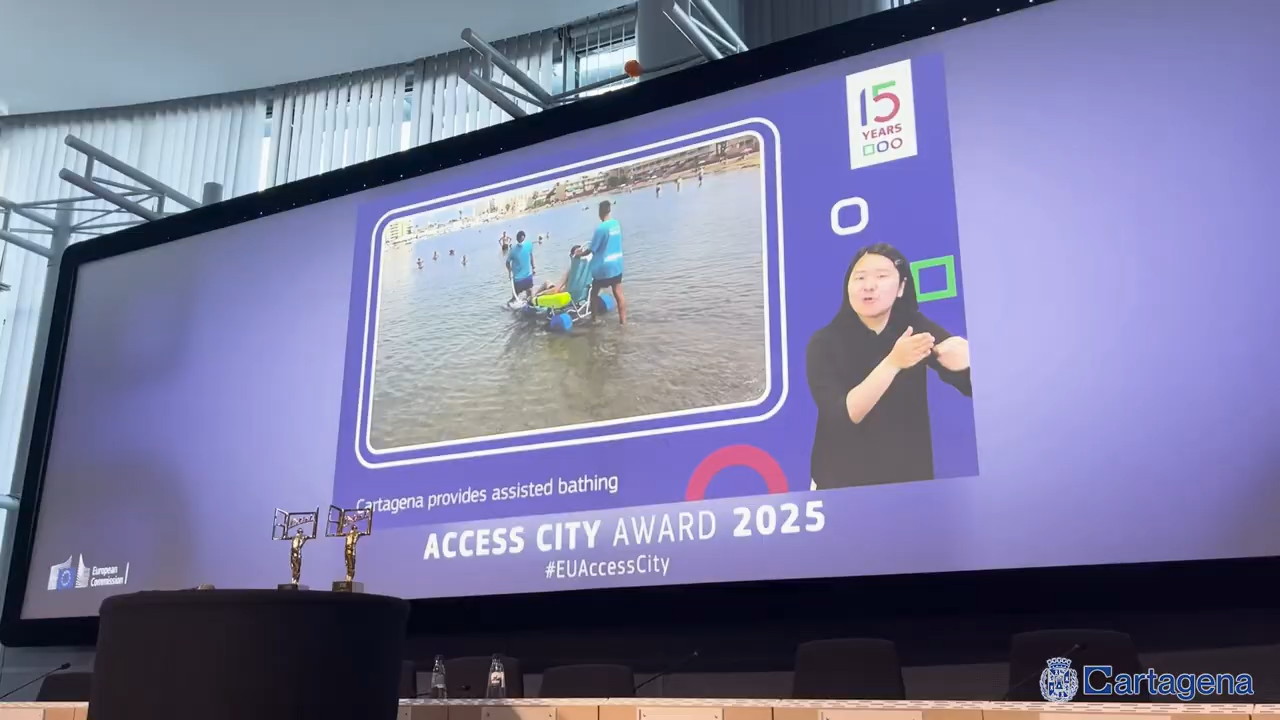 15
YEARS
Cartagena provides assisted bathing
ACCESS CITY AWARD 2025
#EUAccessCity
European
Commission
Cartagena